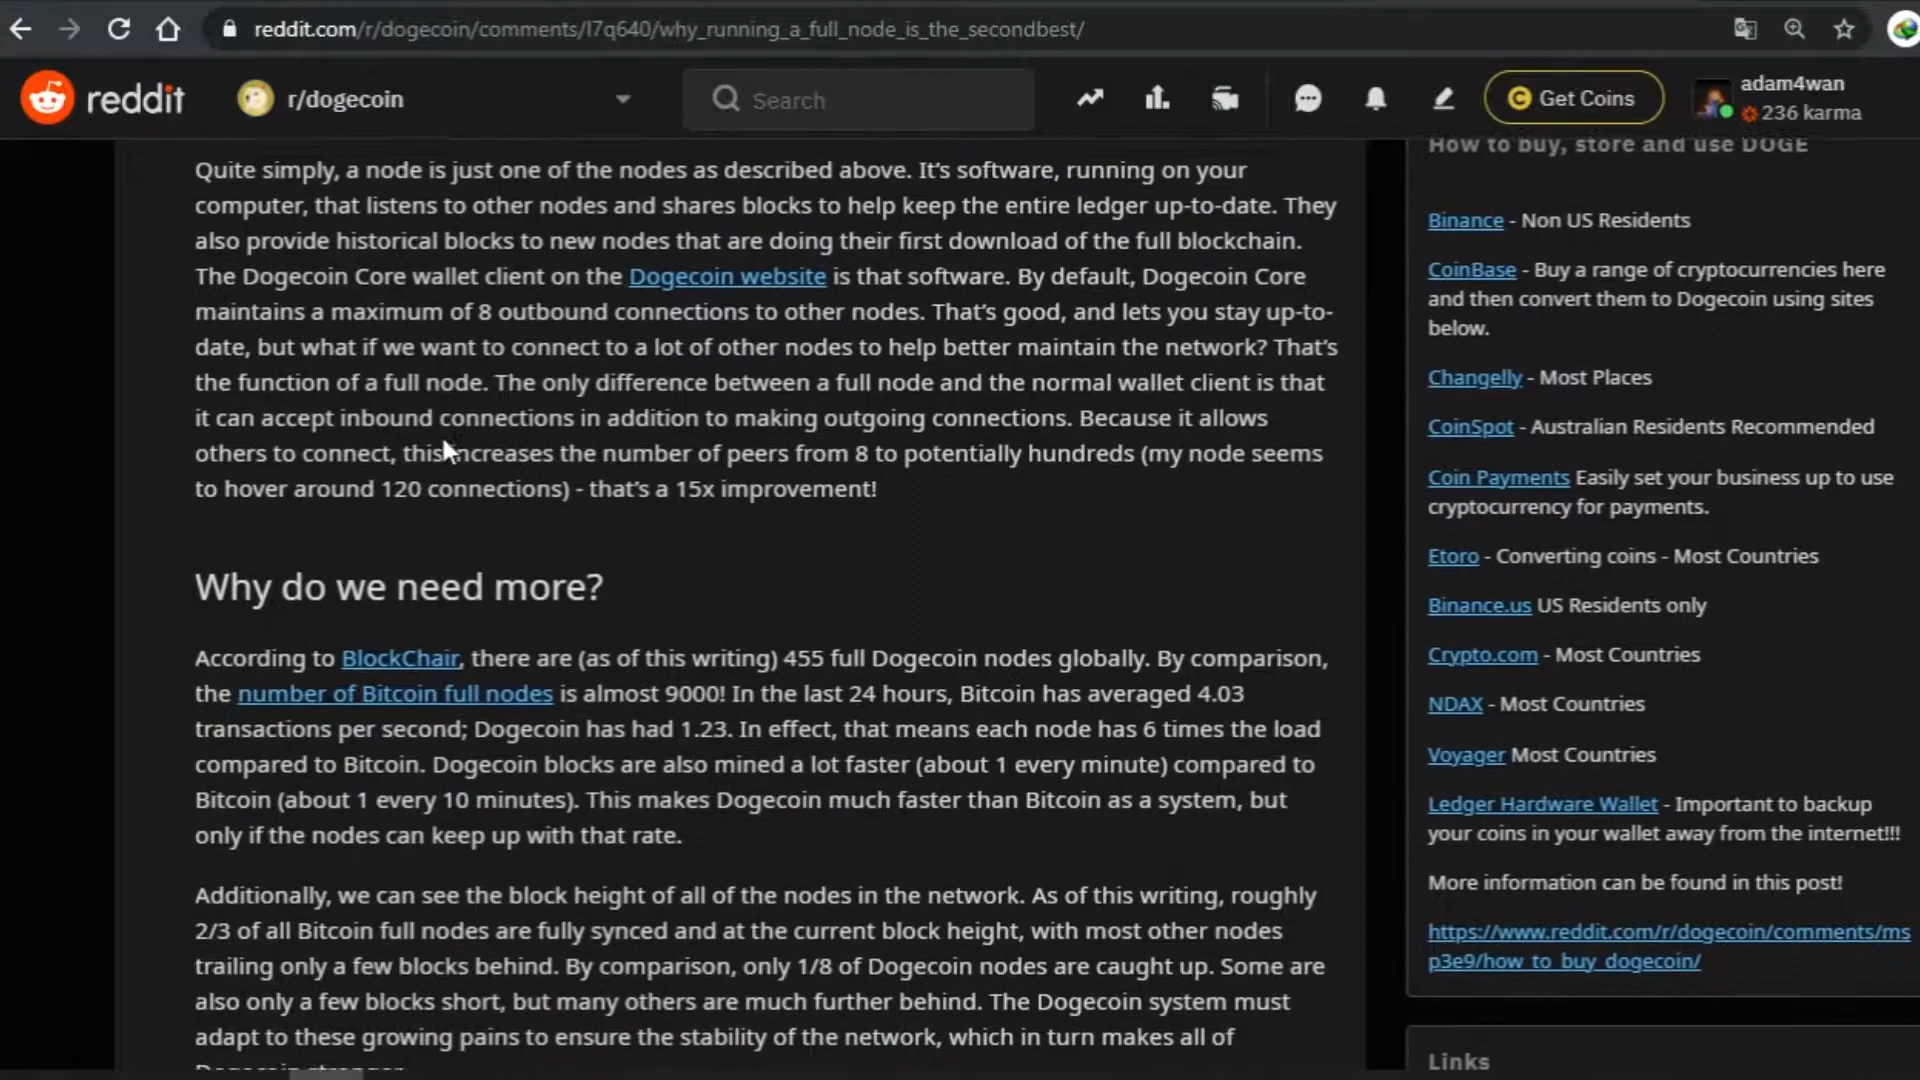 reddit.com/r/dogecoin/comments/l7q640/why_running_a_full_node_is_the_secondbest/
reddit
r/dogecoin
Search
Get Coins
adam4wan
236 karma
Quite simply, a node is just one of the nodes as described above. It's software, running on your
computer, that listens to other nodes and shares blocks to help keep the entire ledger up-to-date. They
also provide historical blocks to new nodes that are doing their first download of the full blockchain.
The Dogecoin Core wallet client on the Dogecoin website is that software. By default, Dogecoin Core
maintains a maximum of 8 outbound connections to other nodes. That's good, and lets you stay up-to-
date, but what if we want to connect to a lot of other nodes to help better maintain the network? That's
the function of a full node. The only difference between a full node and the normal wallet client is that
it can accept inbound connections in addition to making outgoing connections. Because it allows
others to connect, this increases the number of peers from 8 to potentially hundreds (my node seems
to hover around 120 connections) - that's a 15x improvement!
Why do we need more?
According to BlockChair, there are (as of this writing) 455 full Dogecoin nodes globally. By comparison,
the number of Bitcoin full nodes is almost 9000! In the last 24 hours, Bitcoin has averaged 4.03
transactions per second; Dogecoin has had 1.23. In effect, that means each node has 6 times the load
compared to Bitcoin. Dogecoin blocks are also mined a lot faster (about 1 every minute) compared to
Bitcoin (about 1 every 10 minutes). This makes Dogecoin much faster than Bitcoin as a system, but
only if the nodes can keep up with that rate.
Additionally, we can see the block height of all of the nodes in the network. As of this writing, roughly
2/3 of all Bitcoin full nodes are fully synced and at the current block height, with most other nodes
trailing only a few blocks behind. By comparison, only 1/8 of Dogecoin nodes are caught up. Some are
also only a few blocks short, but many others are much further behind. The Dogecoin system must
adapt to these growing pains to ensure the stability of the network, which in turn makes all of
How to buy, store and use DOGE
Binance - Non US Residents
CoinBase - Buy a range of cryptocurrencies here
and then convert them to Dogecoin using sites
below.
Changelly - Most Places
CoinSpot - Australian Residents Recommended
Coin Payments Easily set your business up to use
cryptocurrency for payments.
Etoro - Converting coins - Most Countries
Binance.us US Residents only
Crypto.com - Most Countries
NDAX - Most Countries
Voyager Most Countries
Ledger Hardware Wallet - Important to backup
your coins in your wallet away from the internet!!!
More information can be found in this post!
https://www.reddit.com/r/dogecoin/comments/ms
p3e9/how_to_buy_dogecoin/
Links